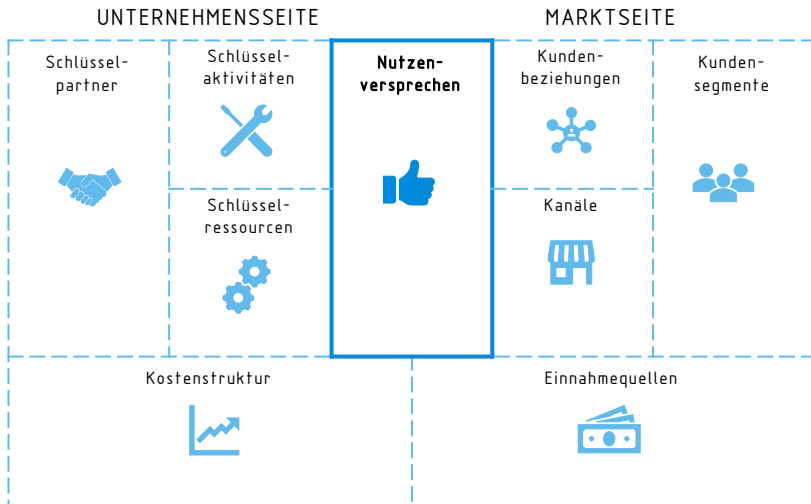 UNTERNEHMENSSEITE
MARKTSEITE
Schlüssel-
partner
Schlüssel-
aktivitäten
Schlüssel-
ressourcen
Nutzen-
versprechen
Kunden-
beziehungen
Kanäle
Kunden-
segmente
Kostenstruktur
Einnahmequellen